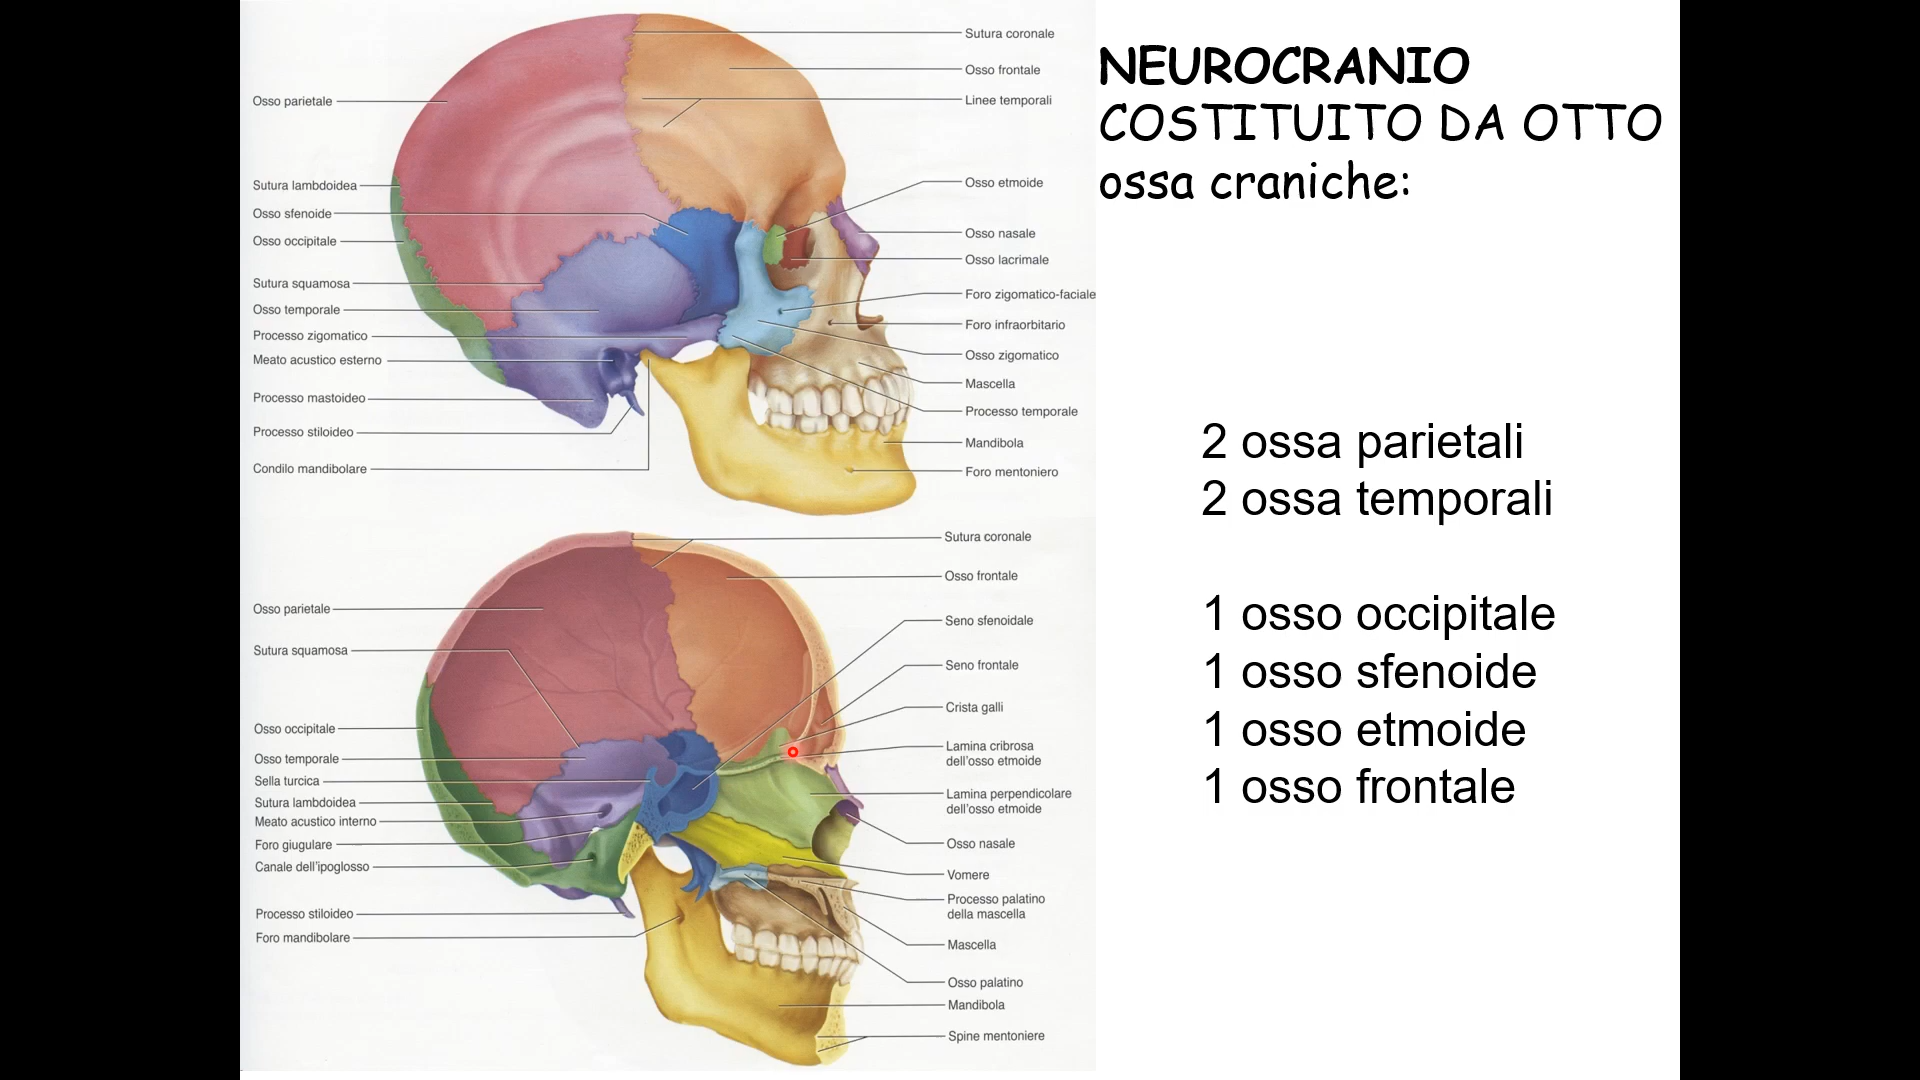 Sutura coronale
Osso frontale
Linee temporali
Osso parietale
Sutura lambdoidea
Osso sfenoide
Osso occipitale
Sutura squamosa
Osso temporale
Processo zigomatico
Meato acustico esterno
Processo mastoideo
Processo stiloideo
Condilo mandibolare
Osso etmoide
Osso nasale
Osso lacrimale
Foro zigomatico-faciale
Foro infraorbitario
Osso zigomatico
Mascella
Processo temporale
Mandibola
Foro mentoniero
NEUROCRANIO
COSTITUITO DA OTTO
ossa craniche:
2 ossa parietali
2 ossa temporali
1 osso occipitale
1 osso sfenoide
1 osso etmoide
1 osso frontale
Osso parietale
Sutura squamosa
Osso occipitale
Osso temporale
Sella turcica
Sutura lambdoidea
Meato acustico interno
Foro giugulare
Canale dell'ipoglosso
Processo stiloideo
Foro mandibolare
Sutura coronale
Osso frontale
Seno sfenoidale
Seno frontale
Crista galli
Lamina cribrosa
dell'osso etmoide
Lamina perpendicolare
dell'osso etmoide
Osso nasale
Vomere
Processo palatino
della mascella
Mascella
Osso palatino
Mandibola
Spine mentoniere